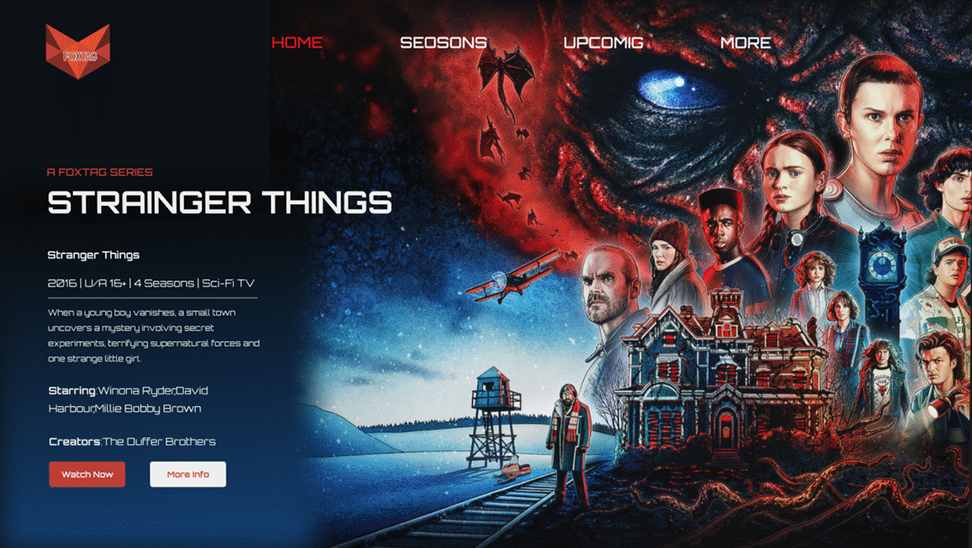 FOXTAG
HOME SEOSONS UPCOMIG MORE
A FOXTAG SERIES
STRAINGER THINGS
Stranger Things
2016 | U/A 16+ | 4 Seasons | Sci-Fi TV
When a young boy vanishes, a small town
uncovers a mystery involving secret
experiments, terrifying supernatural forces and
one strange little girl.
Starring:Winona Ryder,David
Harbour,Millie Bobby Brown
Creators:The Duffer Brothers
Watch Now More Info